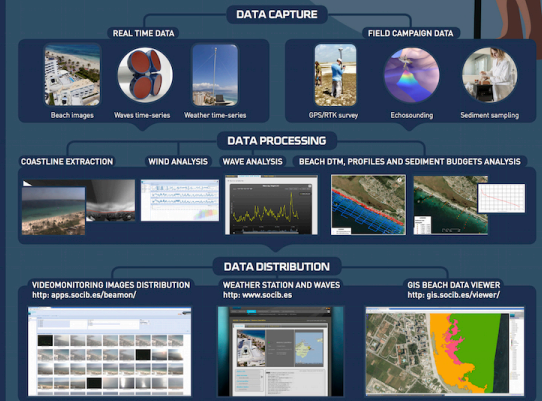 DATA CAPTURE
REAL TIME DATA
FIELD CAMPAIGN DATA
Beach images
Waves time-series
Weather time-series
GPS/RTK survey
Echosounding
Sediment sampling
DATA PROCESSING
COASTLINE EXTRACTION
WIND ANALYSIS
WAVE ANALYSIS
BEACH DTM, PROFILES AND SEDIMENT BUDGETS ANALYSIS
DATA DISTRIBUTION
VIDEOMONITORING IMAGES DISTRIBUTION
http: apps.socib.es/beamon/
WEATHER STATION AND WAVES
http: www.socib.es
GIS BEACH DATA VIEWER
http: gis.socib.es/viewer/